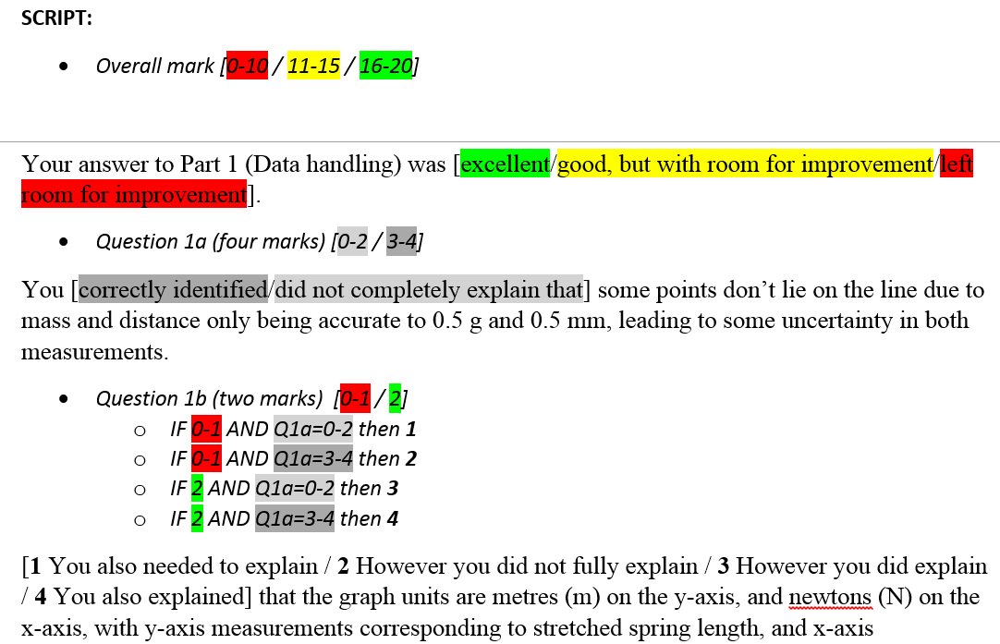 SCRIPT:
• Overall mark [0-10 / 11-15 / 16-20]
Your answer to Part 1 (Data handling) was [excellent/good, but with room for improvement/left
room for improvement].
• Question 1a (four marks) [0-2 / 3-4]
You [correctly identified/did not completely explain that] some points don’t lie on the line due to
mass and distance only being accurate to 0.5 g and 0.5 mm, leading to some uncertainty in both
measurements.
• Question 1b (two marks) [0-1 / 2]
o IF 0-1 AND Q1a=0-2 then 1
o IF 0-1 AND Q1a=3-4 then 2
o IF 2 AND Q1a=0-2 then 3
o IF 2 AND Q1a=3-4 then 4
[1 You also needed to explain / 2 However you did not fully explain / 3 However you did explain
/ 4 You also explained] that the graph units are metres (m) on the y-axis, and newtons (N) on the
x-axis, with y-axis measurements corresponding to stretched spring length, and x-axis